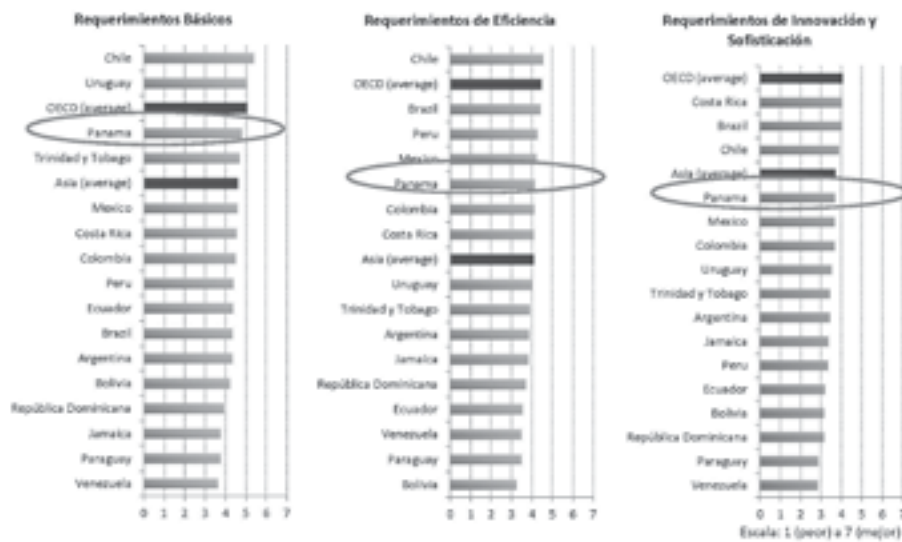 Requerimientos Básicos
Chile
Uruguay
OECD (average)
Panama
Trinidad y Tobago
Asia (average)
Mexico
Costa Rica
Colombia
Peru
Ecuador
Brazil
Argentina
Bolivia
República Dominicana
Jamaica
Paraguay
Venezuela
0 1 2 3 4 5 6 7
Requerimientos de Eficiencia
Chile
OECD (average)
Brazil
Peru
Mexico
Panama
Colombia
Costa Rica
Asia (average)
Uruguay
Trinidad y Tobago
Argentina
Jamaica
República Dominicana
Ecuador
Venezuela
Paraguay
Bolivia
0 1 2 3 4 5 6 7
Requerimientos de Innovación y
Sofisticación
OECD (average)
Costa Rica
Brazil
Chile
Asia (average)
Panama
Mexico
Colombia
Uruguay
Trinidad y Tobago
Argentina
Jamaica
Peru
Ecuador
Bolivia
República Dominicana
Paraguay
Venezuela
0 1 2 3 4 5 6 7
Escala: 1 (peor) a 7 (mejor)